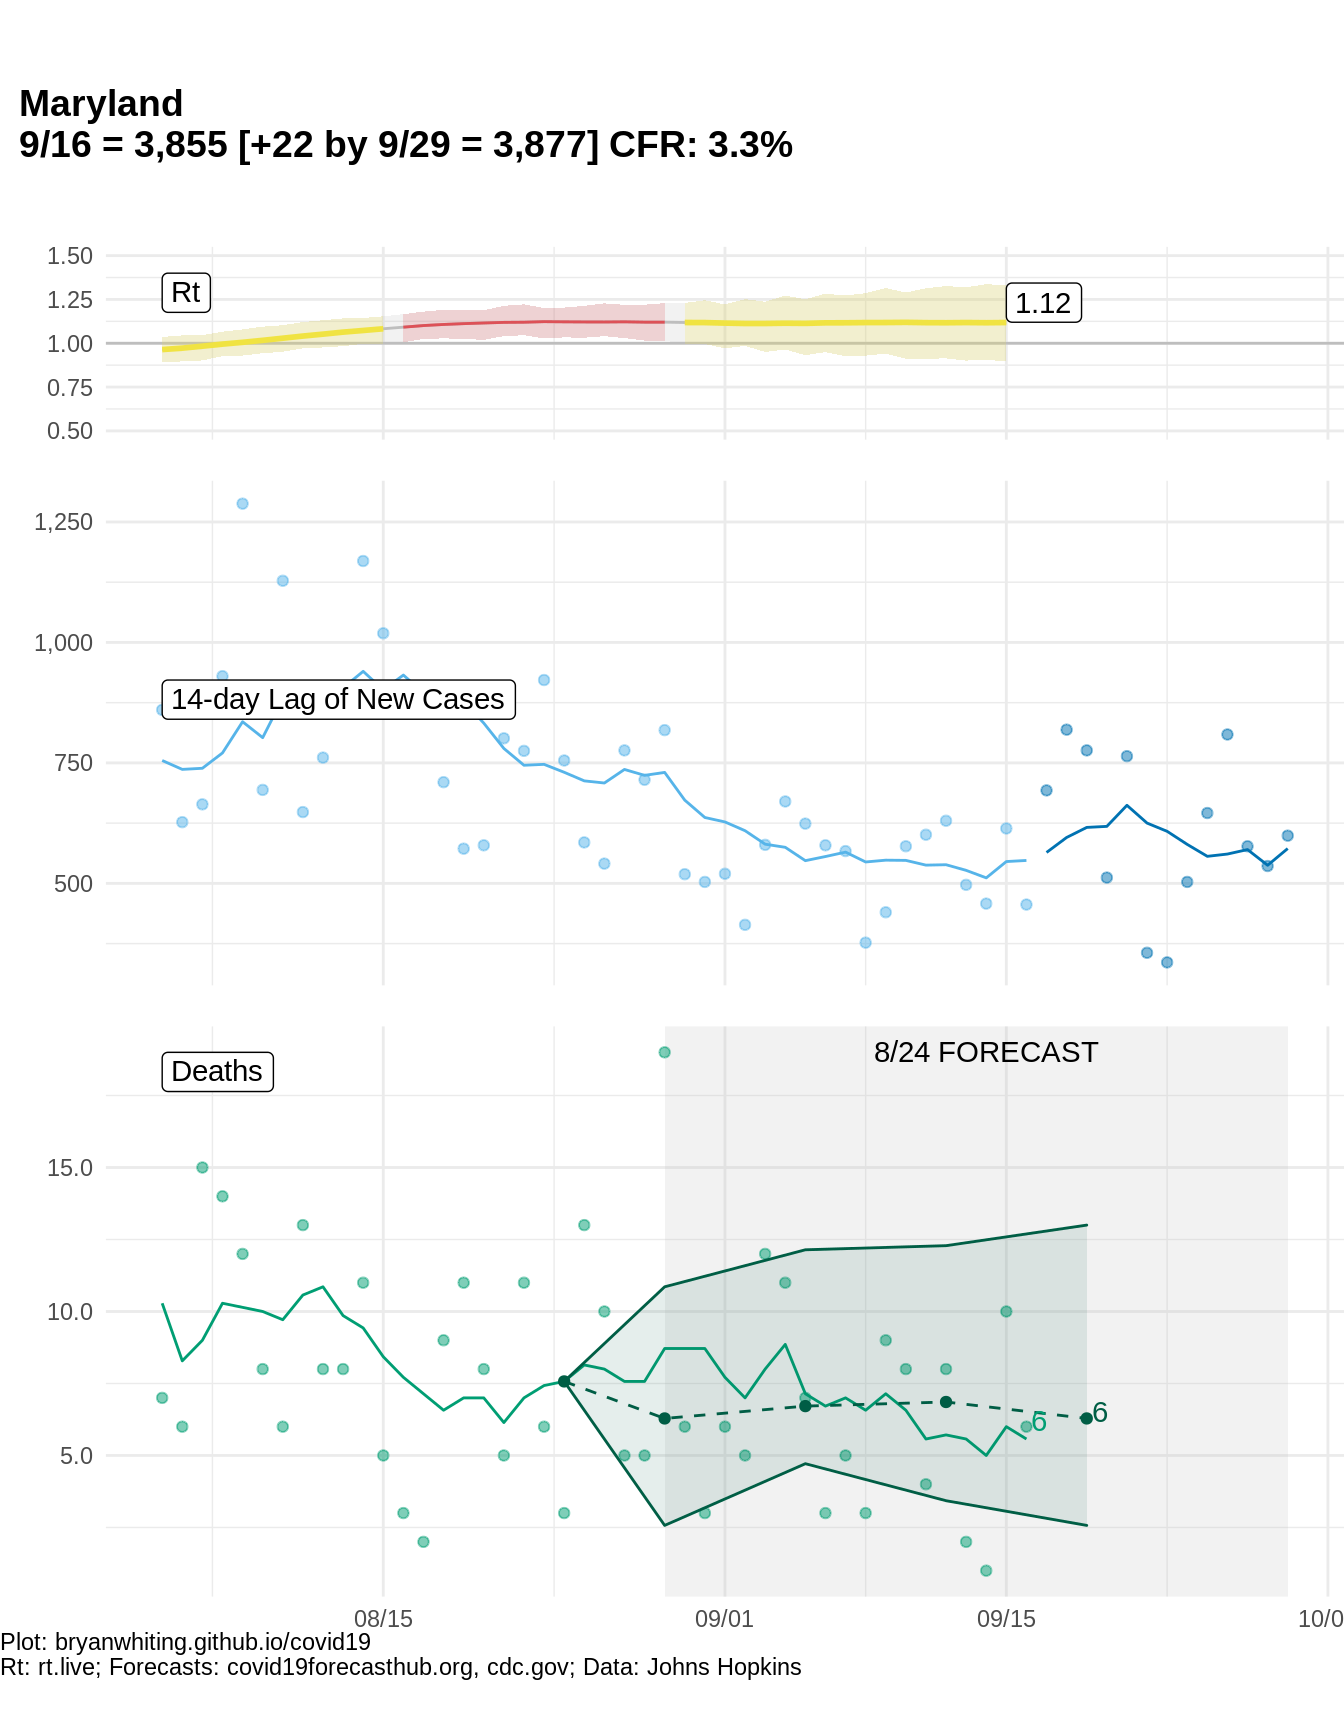 Maryland
9/16 = 3,855 [+22 by 9/29 = 3,877] CFR: 3.3%
1.50
1.25
1.00
0.75
0.50
Rt
1.12
1,250
1,000
750
500
14-day Lag of New Cases
15.0
10.0
5.0
Deaths
8/24 FORECAST
6
6
08/15
09/01
09/15
10/0
Plot: bryanwhiting.github.io/covid19
Rt: rt.live; Forecasts: covid19forecasthub.org, cdc.gov; Data: Johns Hopkins